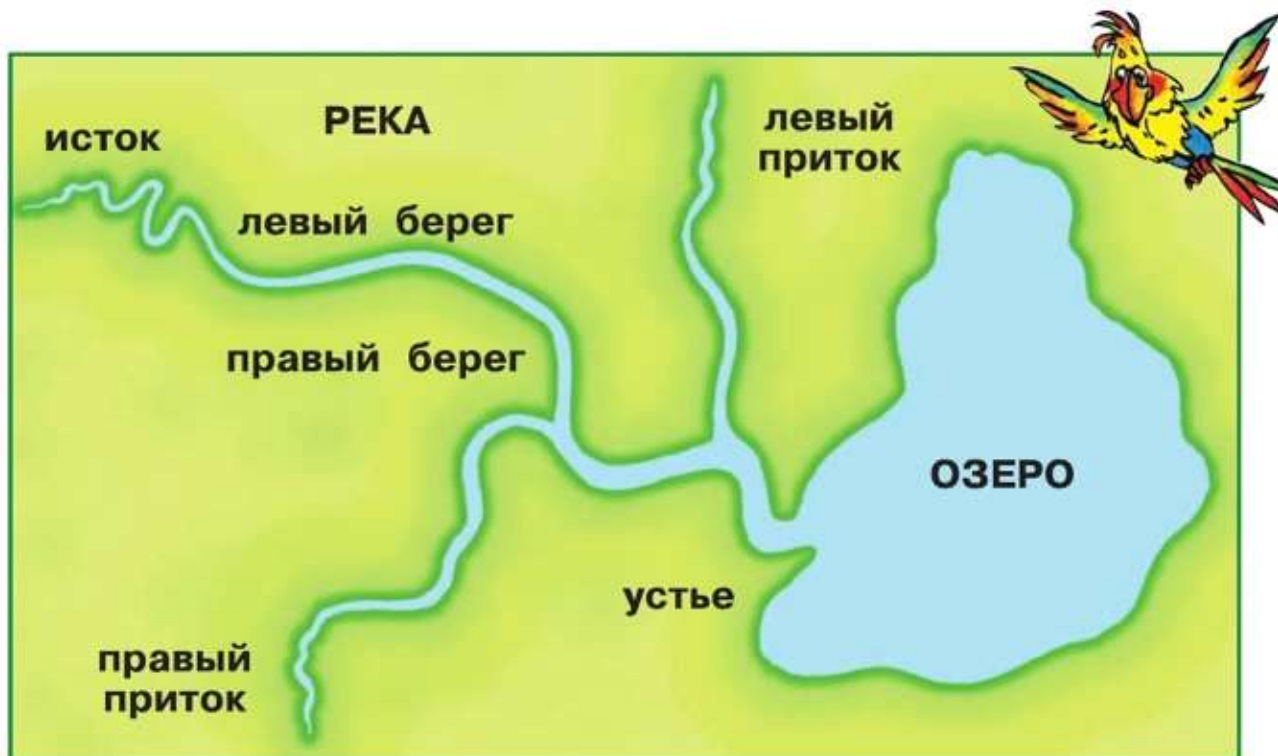 РЕКА
исток
левый
приток
левый берег
правый берег
ОЗЕРО
устье
правый
приток